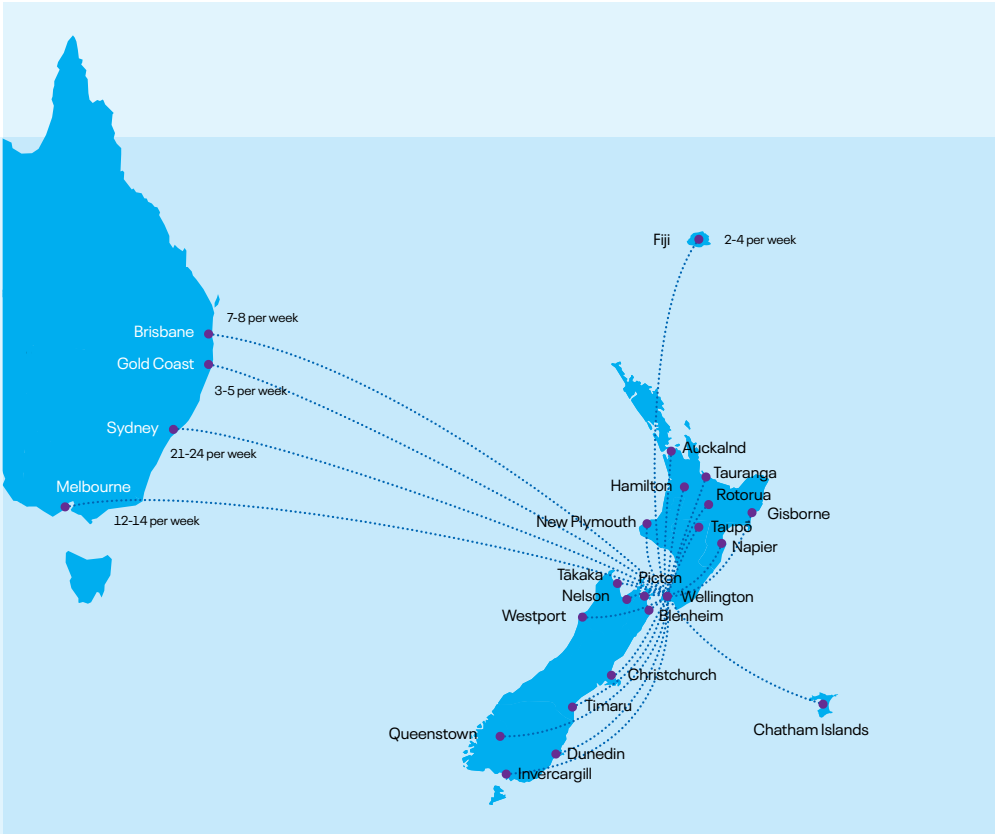 Fiji
2-4 per week
7-8 per week
Brisbane
Gold Coast
3-5 per week
Sydney
21-24 per week
Melbourne
12-14 per week
Auckalnd
Tauranga
Hamilton
Rotorua
Gisborne
New Plymouth
Taupō
Napier
Tākaka
Picton
Nelson
Wellington
Westport
Blenheim
Christchurch
Timaru
Queenstown
Chatham Islands
Dunedin
Invercargill